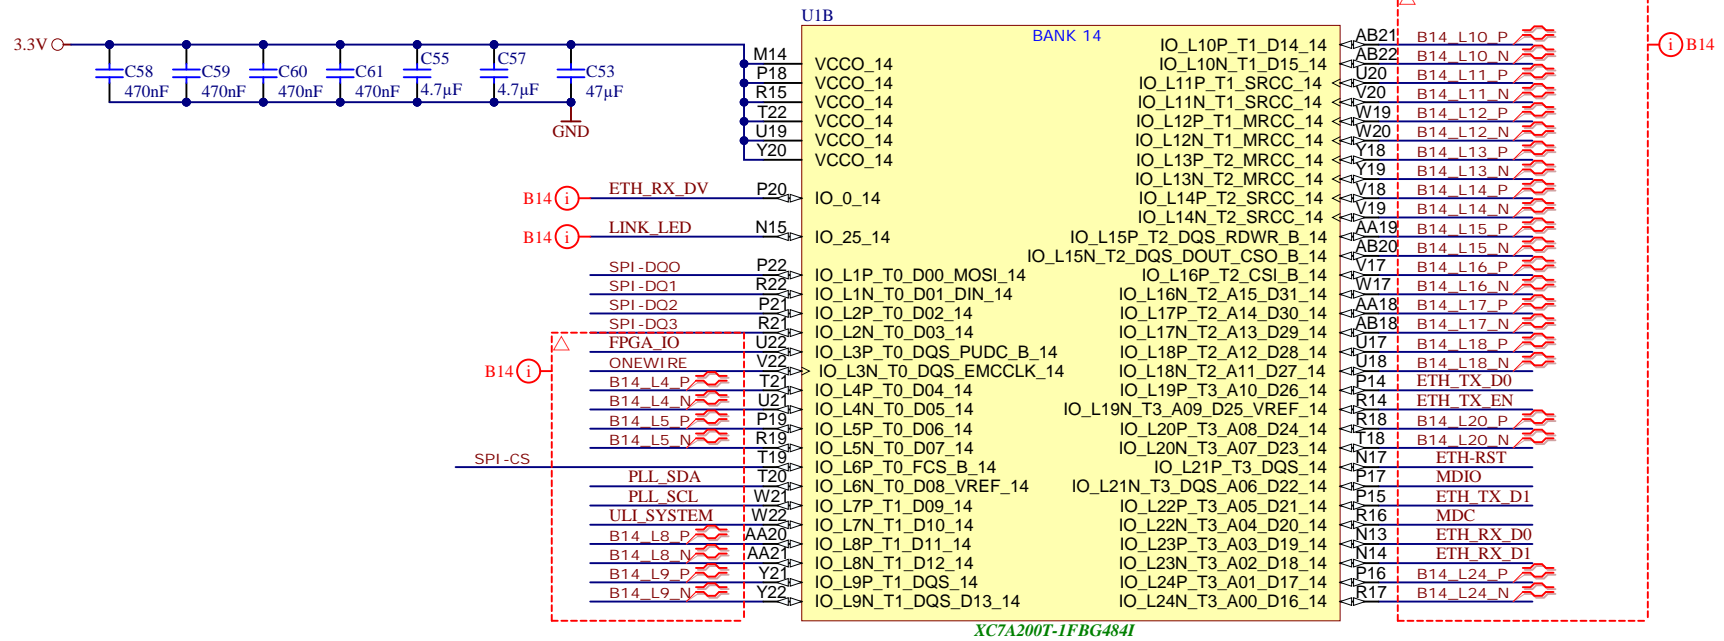 U1B
BANK 14
3.3V
C58
470nF
C59
470nF
C60
470nF
C61
470nF
C55
4.7µF
C57
4.7µF
C53
47µF
GND
M14 VCCO_14
P18 VCCO_14
R15 VCCO_14
T22 VCCO_14
U19 VCCO_14
Y20 VCCO_14
B14 i ETH_RX_DV P20 IO_0_14
B14 i LINK_LED N15 IO_25_14
SPI-DQ0 P22 IO_L1P_T0_D00_MOSI_14
SPI-DQ1 R22 IO_L1N_T0_D01_DIN_14
SPI-DQ2 P21 IO_L2P_T0_D02_14
SPI-DQ3 R21 IO_L2N_T0_D03_14
FPGA_IO U22 IO_L3P_T0_DQS_PUDC_B_14
B14 i ONEWIRE V22 IO_L3N_T0_DQS_EMCCLK_14
B14_L4_P T21 IO_L4P_T0_D04_14
B14_L4_N U21 IO_L4N_T0_D05_14
B14_L5_P P19 IO_L5P_T0_D06_14
B14_L5_N R19 IO_L5N_T0_D07_14
SPI-CS T19 IO_L6P_T0_FCS_B_14
PLL_SDA T20 IO_L6N_T0_D08_VREF_14
PLL_SCL W21 IO_L7P_T1_D09_14
ULI_SYSTEM W22 IO_L7N_T1_D10_14
B14_L8_P AA20 IO_L8P_T1_D11_14
B14_L8_N AA21 IO_L8N_T1_D12_14
B14_L9_P Y21 IO_L9P_T1_DQS_14
B14_L9_N Y22 IO_L9N_T1_DQS_D13_14
IO_L10P_T1_D14_14 AB21 B14_L10_P i B14
IO_L10N_T1_D15_14 AB22 B14_L10_N
IO_L11P_T1_SRCC_14 U20 B14_L11_P
IO_L11N_T1_SRCC_14 V20 B14_L11_N
IO_L12P_T1_MRCC_14 W19 B14_L12_P
IO_L12N_T1_MRCC_14 W20 B14_L12_N
IO_L13P_T2_MRCC_14 Y18 B14_L13_P
IO_L13N_T2_MRCC_14 Y19 B14_L13_N
IO_L14P_T2_SRCC_14 V18 B14_L14_P
IO_L14N_T2_SRCC_14 V19 B14_L14_N
IO_L15P_T2_DQS_RDWR_B_14 AA19 B14_L15_P
IO_L15N_T2_DQS_DOUT_CSO_B_14 AB20 B14_L15_N
IO_L16P_T2_CSI_B_14 V17 B14_L16_P
IO_L16N_T2_A15_D31_14 W17 B14_L16_N
IO_L17P_T2_A14_D30_14 AA18 B14_L17_P
IO_L17N_T2_A13_D29_14 AB18 B14_L17_N
IO_L18P_T2_A12_D28_14 U17 B14_L18_P
IO_L18N_T2_A11_D27_14 U18 B14_L18_N
IO_L19P_T3_A10_D26_14 P14 ETH_TX_D0
IO_L19N_T3_A09_D25_VREF_14 R14 ETH_TX_EN
IO_L20P_T3_A08_D24_14 R18 B14_L20_P
IO_L20N_T3_A07_D23_14 T18 B14_L20_N
IO_L21P_T3_DQS_14 N17 ETH-RST
IO_L21N_T3_DQS_A06_D22_14 P17 MDIO
IO_L22P_T3_A05_D21_14 P15 ETH_TX_D1
IO_L22N_T3_A04_D20_14 R16 MDC
IO_L23P_T3_A03_D19_14 N13 ETH_RX_D0
IO_L23N_T3_A02_D18_14 N14 ETH_RX_D1
IO_L24P_T3_A01_D17_14 P16 B14_L24_P
IO_L24N_T3_A00_D16_14 R17 B14_L24_N
XC7A200T-1FBG484I